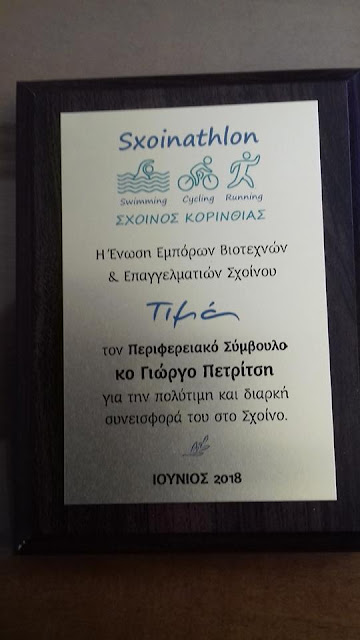 Sxoinathlon
Swimming Cycling Running
ΣΧΟΙΝΟΣ ΚΟΡΙΝΘΙΑΣ
Η Ένωση Εμπόρων Βιοτεχνών
& Επαγγελματιών Σχοίνου
Τιμά
τον Περιφερειακό Σύμβουλο
κο Γιώργο Πετρίτση
για την πολύτιμη και διαρκή
συνεισφορά του στο Σχοίνο.
ΙΟΥΝΙΟΣ 2018